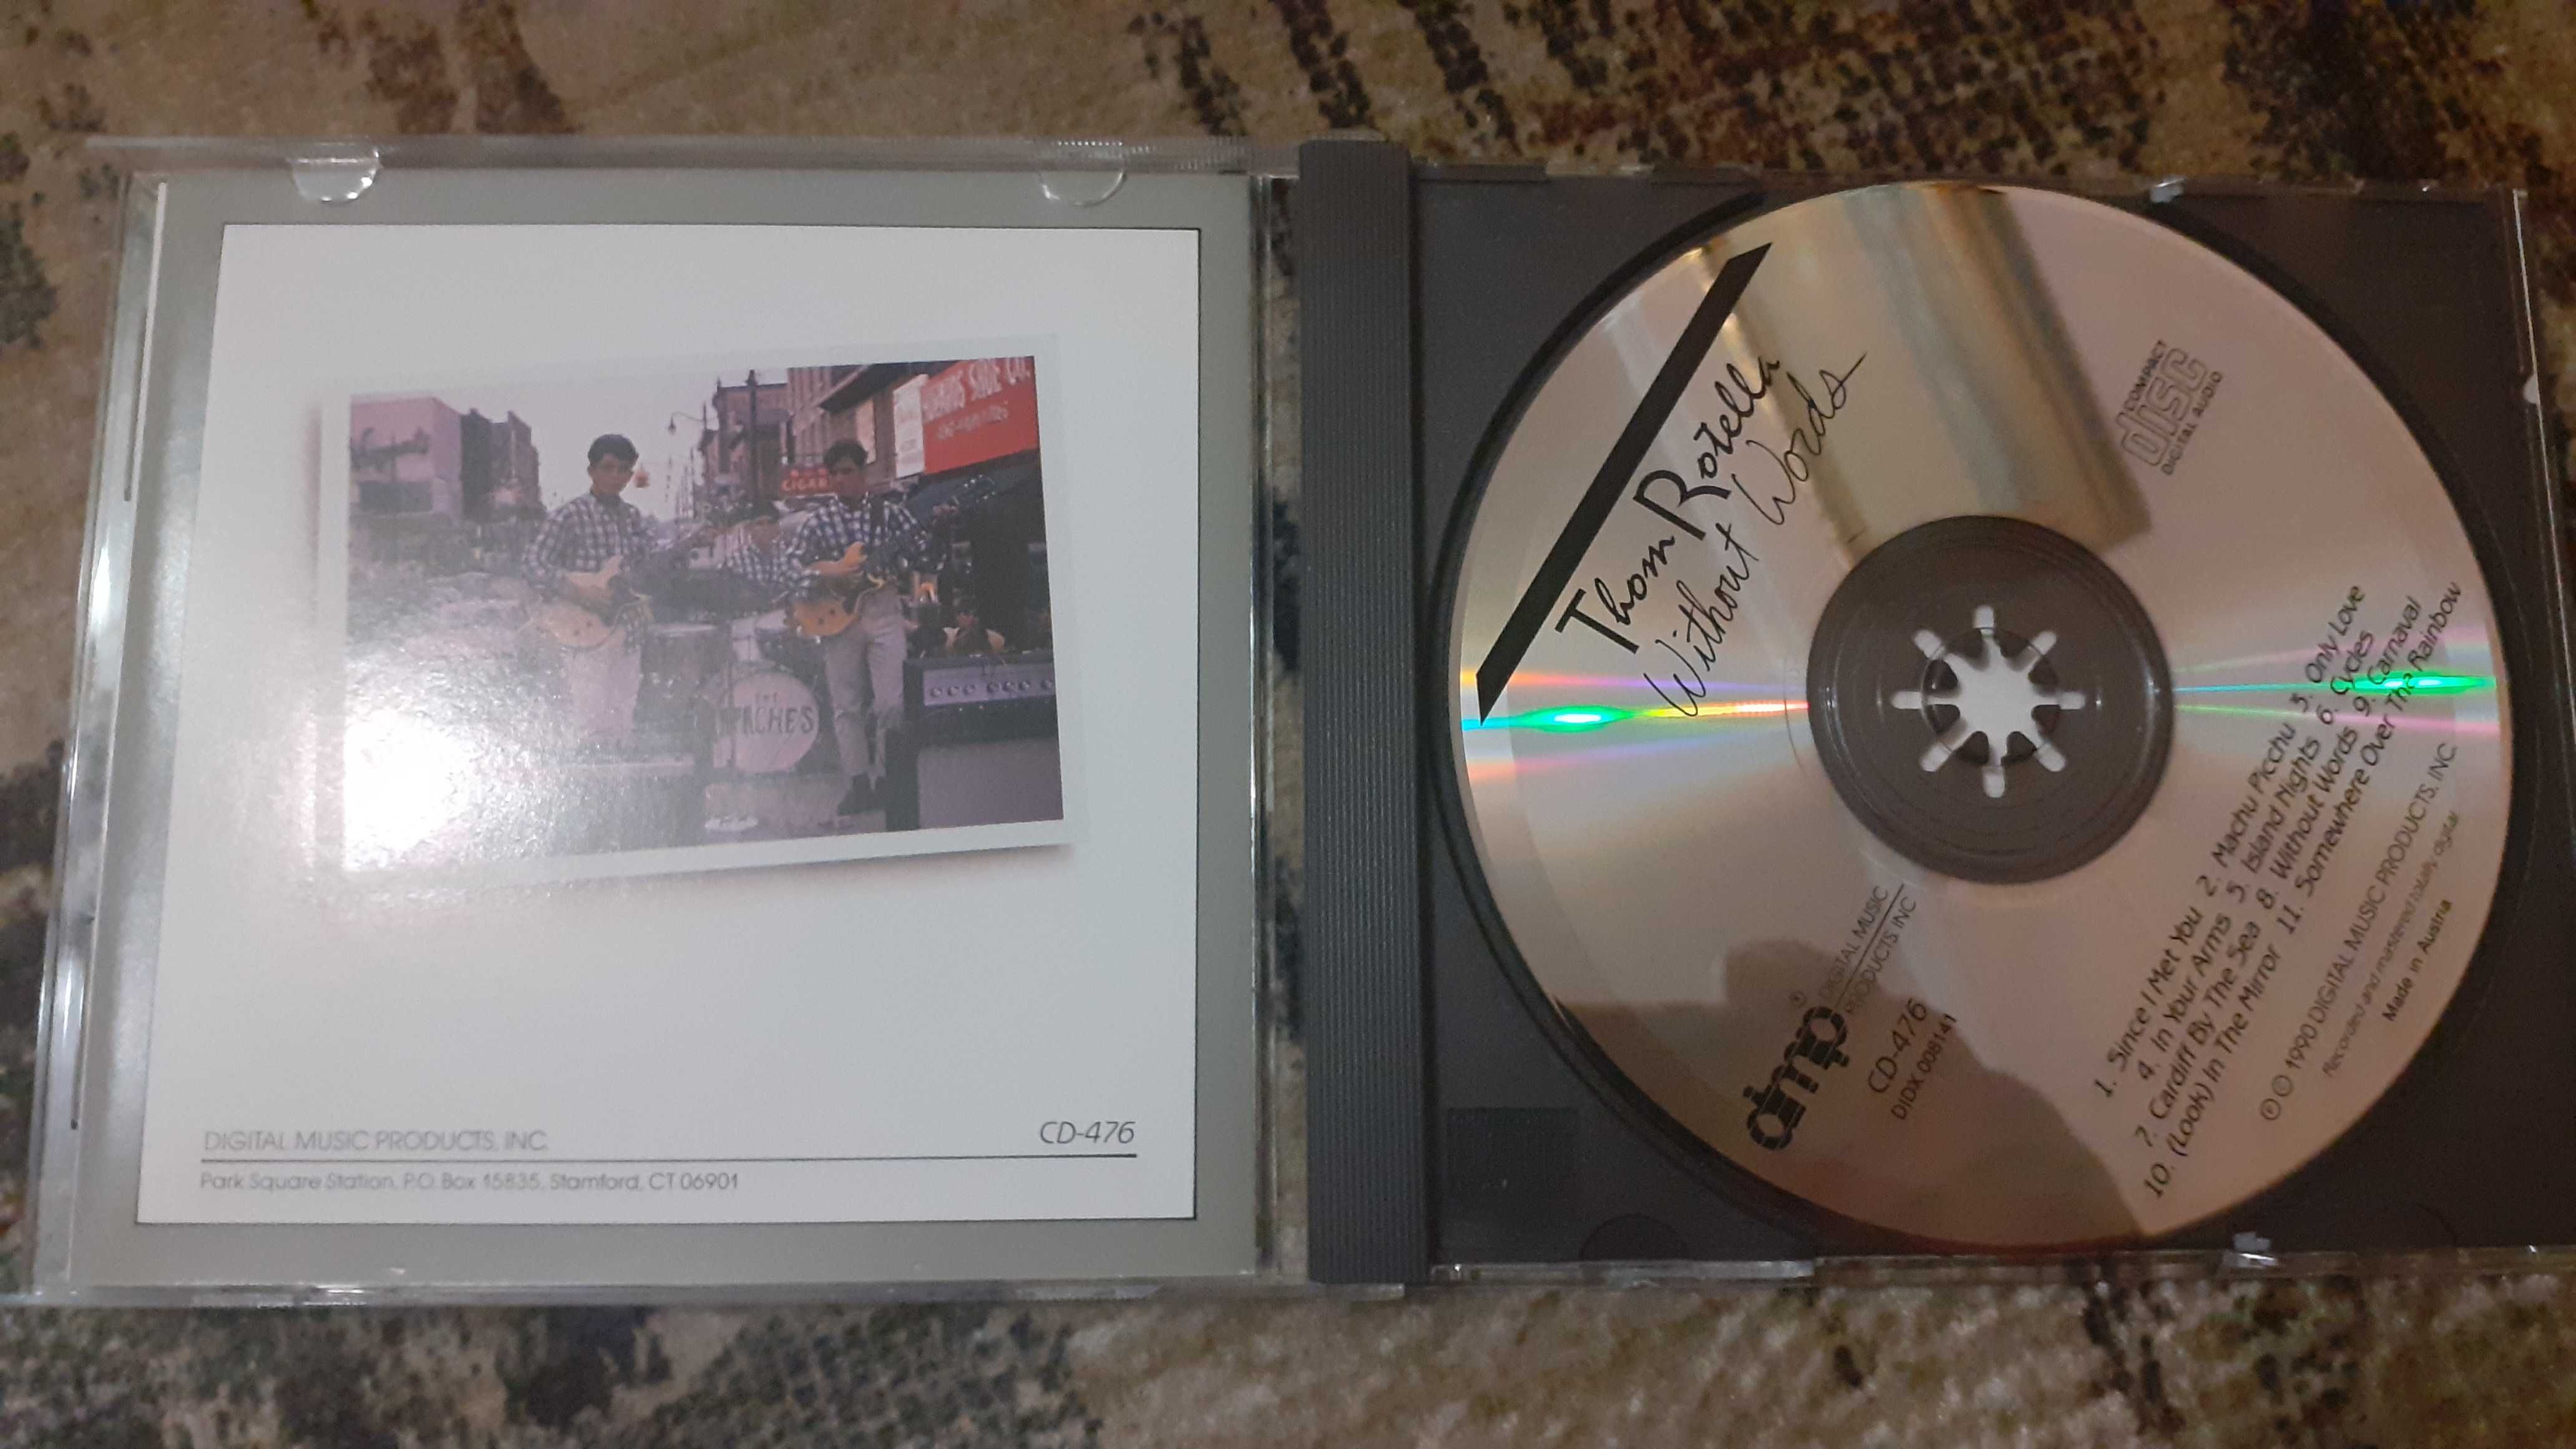 SHOE CO.
CIGAR
THE
DIGITAL MUSIC PRODUCTS, INC.
CD-476
Park Square Station, P.O. Box 15835, Stamford, CT 06901
Thom Rotella
Without Words
COMPACT
disc
DIGITAL AUDIO
dmp®
DIGITAL MUSIC
PRODUCTS INC
CD-476
DIDX 008141
1. Since I Met You 2. Machu Picchu 3. Only Love
4. In Your Arms 5. Island Nights 6. Cycles
7. Cardiff By The Sea 8. Without Words 9. Carnaval
10. (Look) In The Mirror 11. Somewhere Over The Rainbow
℗ © 1990 DIGITAL MUSIC PRODUCTS, INC.
Recorded and mastered totally digital
Made in Austria